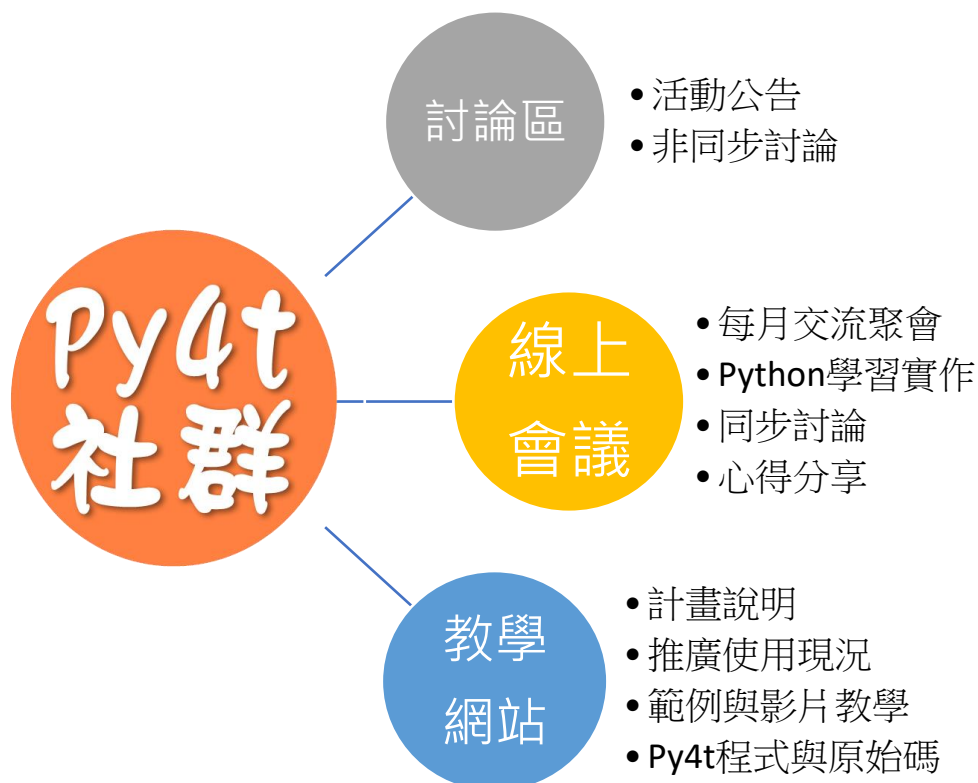 Py4t
社群
討論區
•活動公告
•非同步討論
線上
會議
•每月交流聚會
•Python學習實作
•同步討論
•心得分享
教學
網站
•計畫說明
•推廣使用現況
•範例與影片教學
•Py4t程式與原始碼